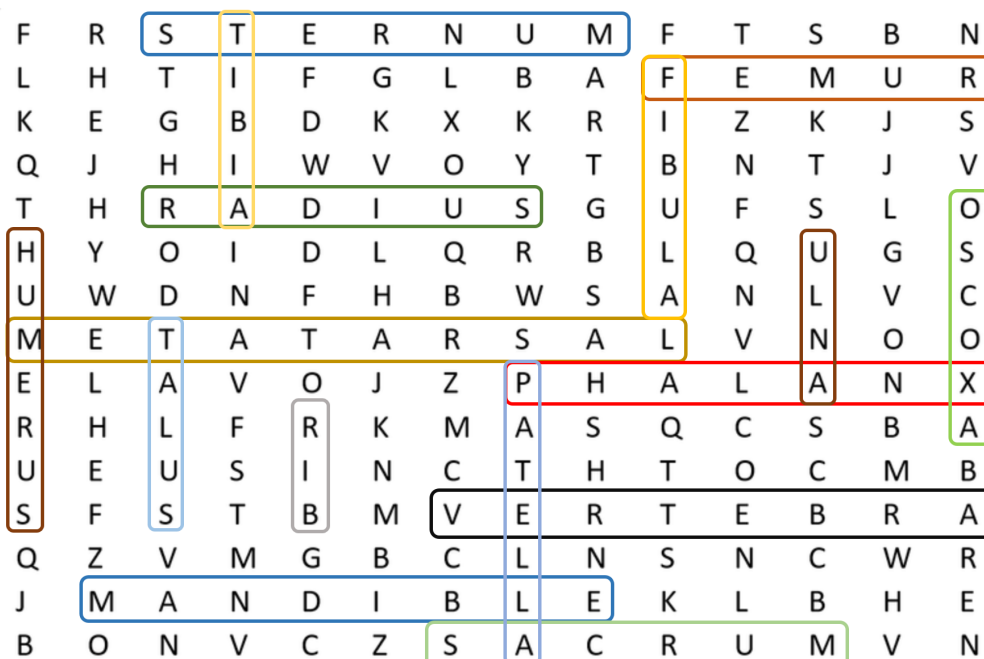 F R S T E R N U M F T S B N
L H T I F G L B A F E M U R
K E G B D K X K R I Z K J S
Q J H I W V O Y T B N T J V
T H R A D I U S G U F S L O
H Y O I D L Q R B L Q U G S
U W D N F H B W S A N L V C
M E T A T A R S A L V N O O
E L A V O J Z P H A L A N X
R H L F R K M A S Q C S B A
U E U S I N C T H T O C M B
S F S T B M V E R T E B R A
Q Z V M G B C L N S N C W R
J M A N D I B L E K L B H E
B O N V C Z S A C R U M V N